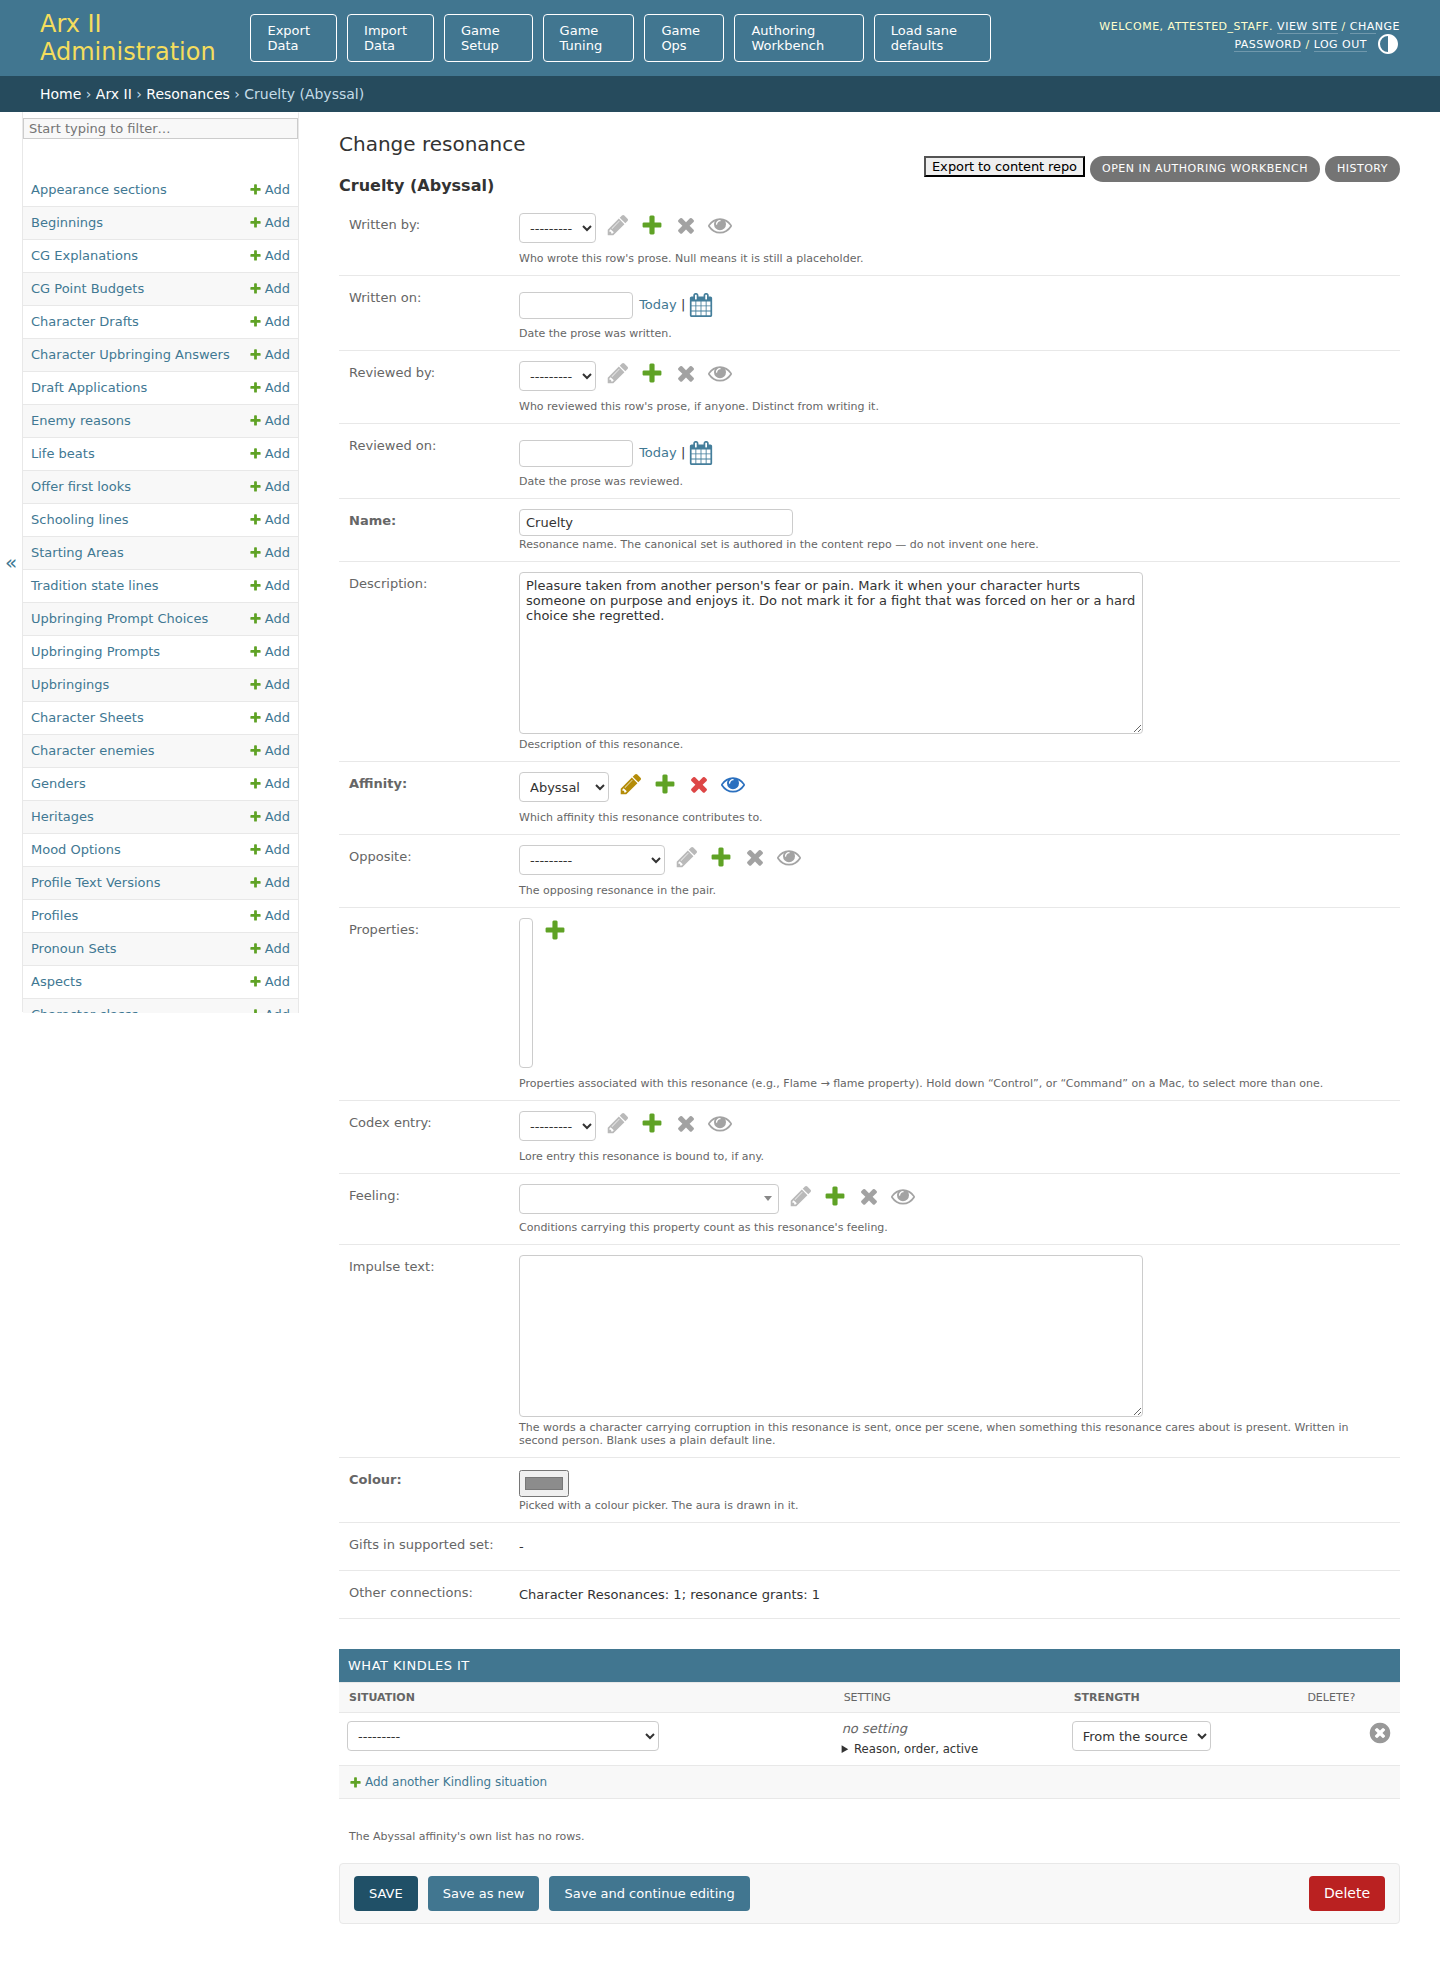 Arx II
Administration
Export
Data
Import
Data
Game
Setup
Game
Tuning
Game
Ops
Authoring
Workbench
Load sane
defaults
WELCOME, ATTESTED_STAFF. VIEW SITE / CHANGE
PASSWORD / LOG OUT
Home › Arx II › Resonances › Cruelty (Abyssal)
Start typing to filter…
Appearance sections Add
Beginnings Add
CG Explanations Add
CG Point Budgets Add
Character Drafts Add
Character Upbringing Answers Add
Draft Applications Add
Enemy reasons Add
Life beats Add
Offer first looks Add
Schooling lines Add
Starting Areas Add
Tradition state lines Add
Upbringing Prompt Choices Add
Upbringing Prompts Add
Upbringings Add
Character Sheets Add
Character enemies Add
Genders Add
Heritages Add
Mood Options Add
Profile Text Versions Add
Profiles Add
Pronoun Sets Add
Aspects Add
«
Change resonance
Export to content repo
OPEN IN AUTHORING WORKBENCH
HISTORY
Cruelty (Abyssal)
Written by: ---------
Who wrote this row's prose. Null means it is still a placeholder.
Written on: Today |
Date the prose was written.
Reviewed by: ---------
Who reviewed this row's prose, if anyone. Distinct from writing it.
Reviewed on: Today |
Date the prose was reviewed.
Name: Cruelty
Resonance name. The canonical set is authored in the content repo — do not invent one here.
Description: Pleasure taken from another person's fear or pain. Mark it when your character hurts
someone on purpose and enjoys it. Do not mark it for a fight that was forced on her or a hard
choice she regretted.
Description of this resonance.
Affinity: Abyssal
Which affinity this resonance contributes to.
Opposite: ---------
The opposing resonance in the pair.
Properties:
Properties associated with this resonance (e.g., Flame → flame property). Hold down “Control”, or “Command” on a Mac, to select more than one.
Codex entry: ---------
Lore entry this resonance is bound to, if any.
Feeling:
Conditions carrying this property count as this resonance's feeling.
Impulse text:
The words a character carrying corruption in this resonance is sent, once per scene, when something this resonance cares about is present. Written in
second person. Blank uses a plain default line.
Colour:
Picked with a colour picker. The aura is drawn in it.
Gifts in supported set: -
Other connections: Character Resonances: 1; resonance grants: 1
WHAT KINDLES IT
SITUATION SETTING STRENGTH DELETE?
--------- no setting From the source
Reason, order, active
Add another Kindling situation
The Abyssal affinity's own list has no rows.
SAVE
Save as new
Save and continue editing
Delete